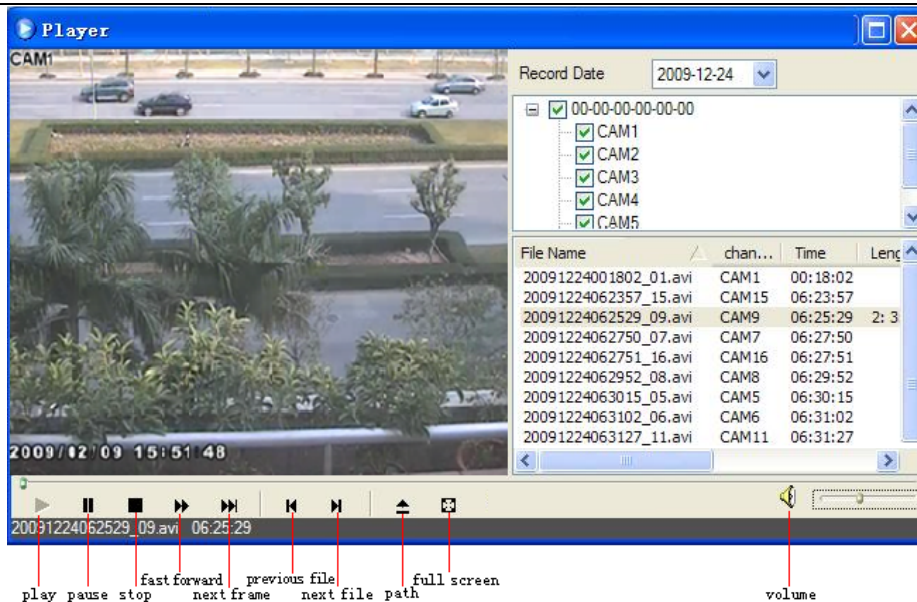 Player
CAM1
2009/12/09 15:51:48
Record Date 2009-12-24
00-00-00-00-00-00
CAM1
CAM2
CAM3
CAM4
CAM5
File Name chan... Time Leng
20091224001802_01.avi CAM1 00:18:02
20091224062357_15.avi CAM15 06:23:57
20091224062529_09.avi CAM9 06:25:29 2: 3
20091224062750_07.avi CAM7 06:27:50
20091224062751_16.avi CAM16 06:27:51
20091224062952_08.avi CAM8 06:29:52
20091224063015_05.avi CAM5 06:30:15
20091224063102_06.avi CAM6 06:31:02
20091224063127_11.avi CAM11 06:31:27
20091224062529_09.avi 06:25:29
play pause stop fast forward next frame previous file next file path full screen volume